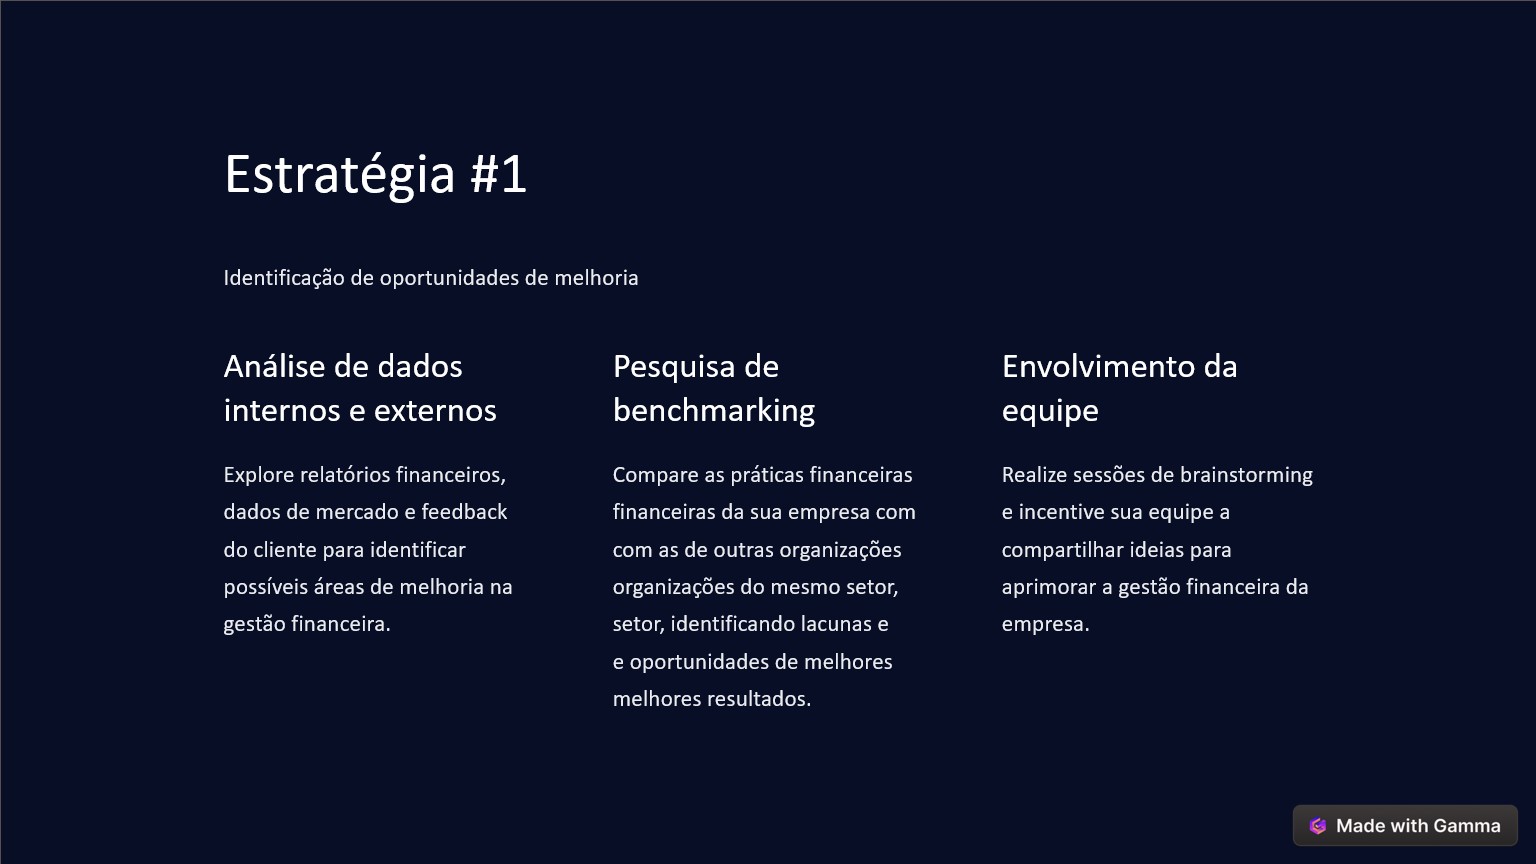 Estratégia #1
Identificação de oportunidades de melhoria
Análise de dados
internos e externos
Explore relatórios financeiros,
dados de mercado e feedback
do cliente para identificar
possíveis áreas de melhoria na
gestão financeira.
Pesquisa de
benchmarking
Compare as práticas financeiras
financeiras da sua empresa com
com as de outras organizações
organizações do mesmo setor,
setor, identificando lacunas e
e oportunidades de melhores
melhores resultados.
Envolvimento da
equipe
Realize sessões de brainstorming
e incentive sua equipe a
compartilhar ideias para
aprimorar a gestão financeira da
empresa.
Made with Gamma